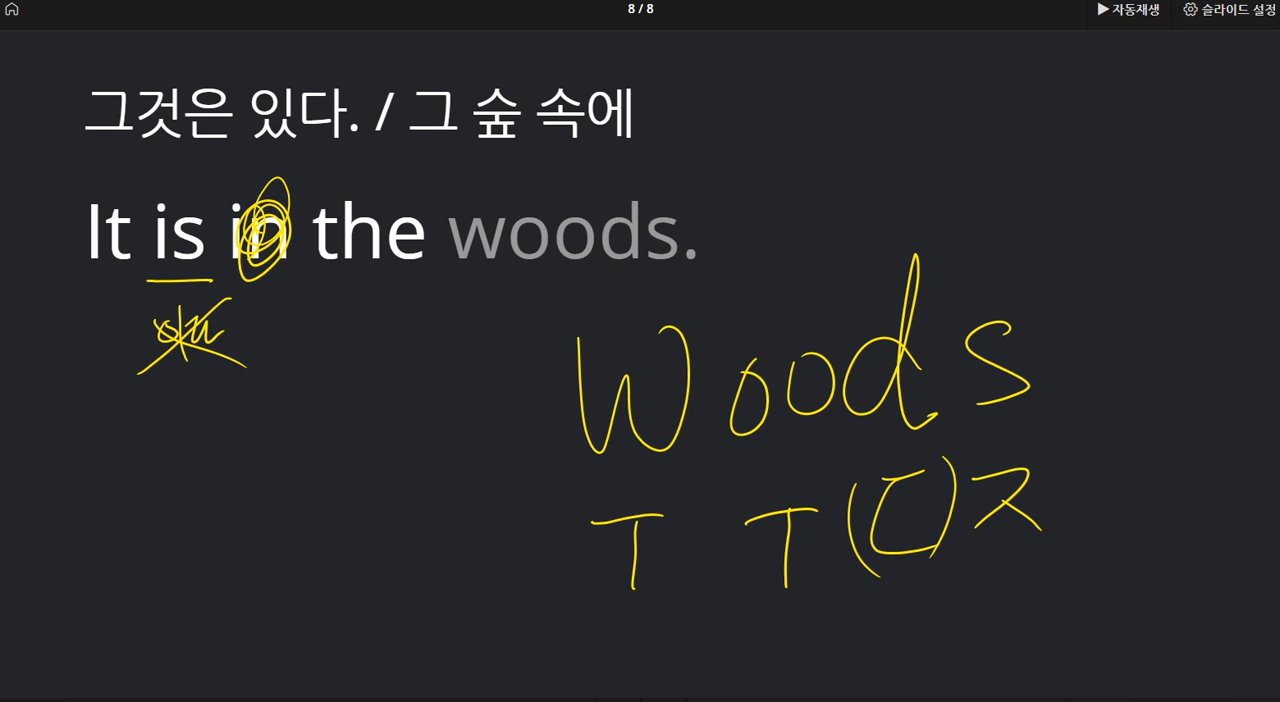 8 / 8
▶ 자동재생
슬라이드 설정
그것은 있다. / 그 숲 속에
It is in the woods.
Woods
ㅜ ㅜ (ㄷ) ㅈ